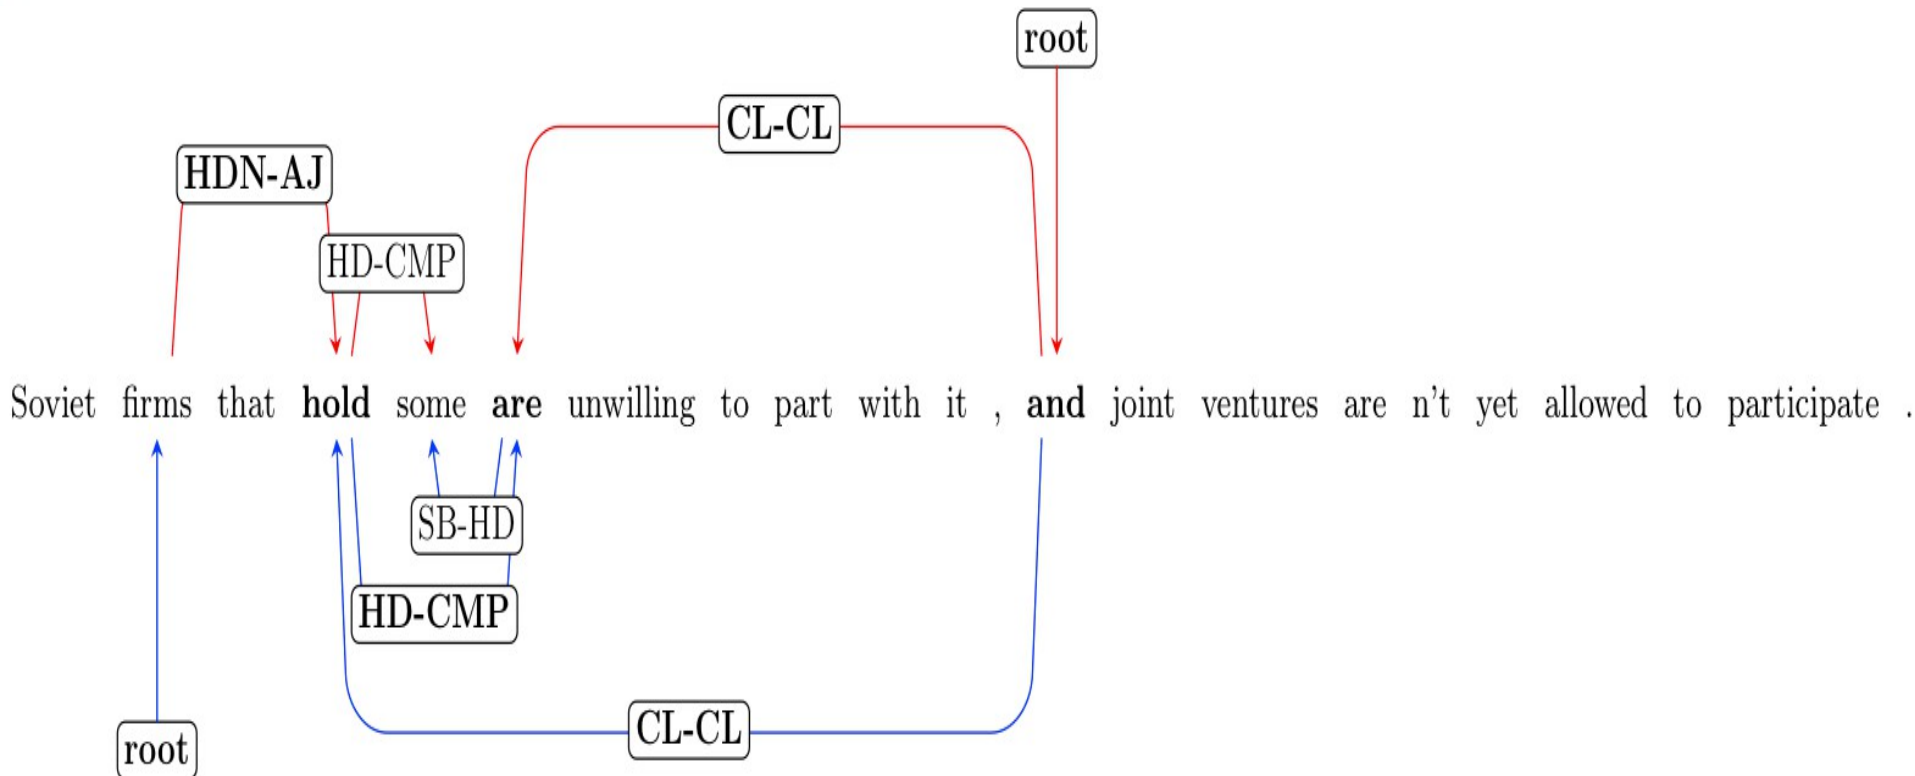 root
CL-CL
HDN-AJ
HD-CMP
Soviet firms that hold some are unwilling to part with it , and joint ventures are n't yet allowed to participate .
SB-HD
HD-CMP
CL-CL
root